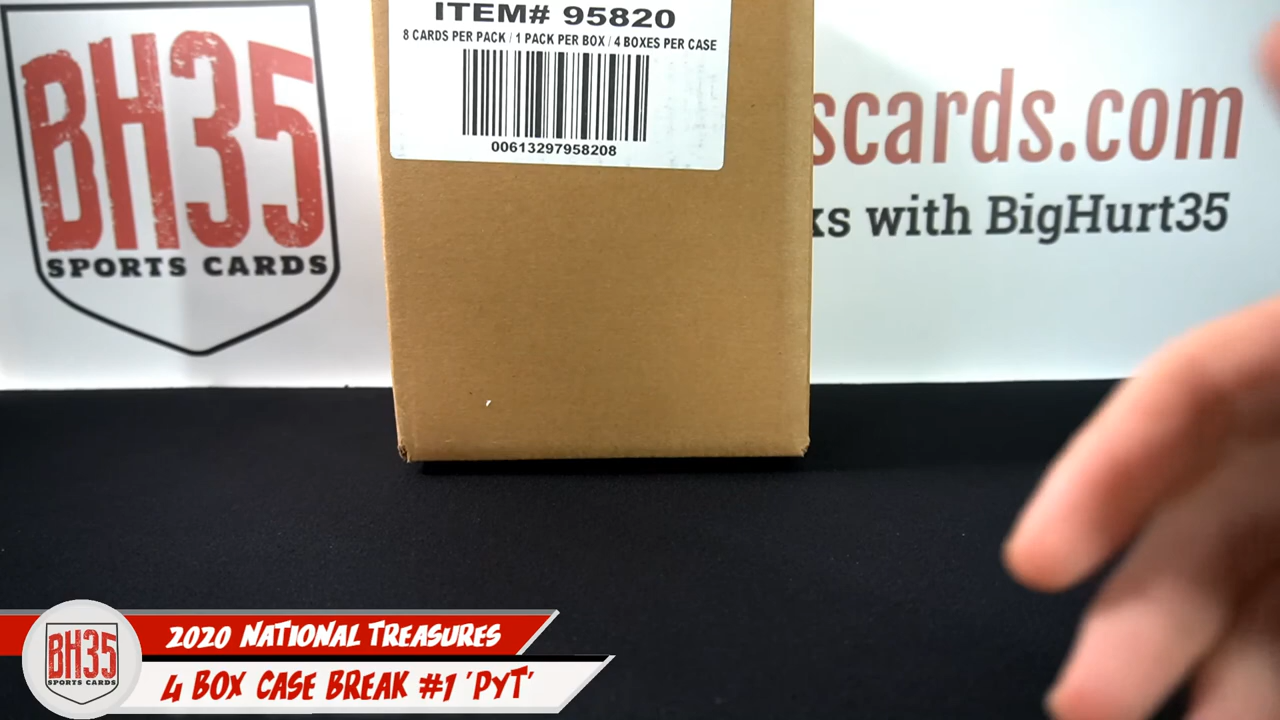 ITEM# 95820
8 CARDS PER PACK / 1 PACK PER BOX / 4 BOXES PER CASE
00613297958208
BH35
SPORTS CARDS
scards.com
ks with BigHurt35
BH35
SPORTS CARDS
2020 NATIONAL TREASURES
4 BOX CASE BREAK #1 'PYT'